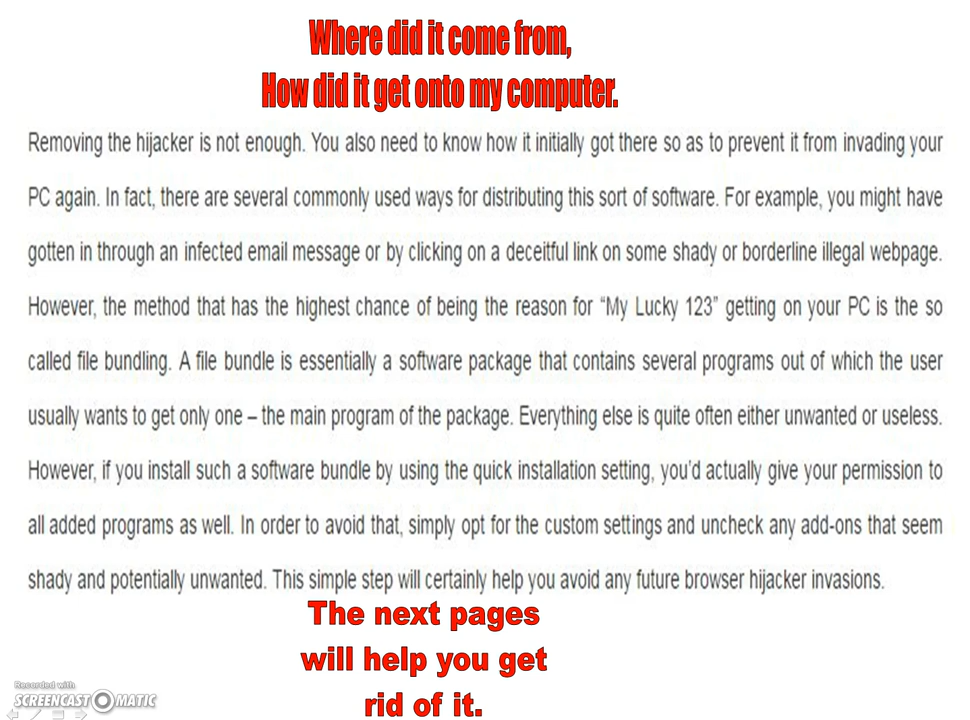 Where did it come from,
How did it get onto my computer.
Removing the hijacker is not enough. You also need to know how it initially got there so as to prevent it from invading your
PC again. In fact, there are several commonly used ways for distributing this sort of software. For example, you might have
gotten in through an infected email message or by clicking on a deceitful link on some shady or borderline illegal webpage.
However, the method that has the highest chance of being the reason for “My Lucky 123” getting on your PC is the so
called file bundling. A file bundle is essentially a software package that contains several programs out of which the user
usually wants to get only one – the main program of the package. Everything else is quite often either unwanted or useless.
However, if you install such a software bundle by using the quick installation setting, you’d actually give your permission to
all added programs as well. In order to avoid that, simply opt for the custom settings and uncheck any add-ons that seem
shady and potentially unwanted. This simple step will certainly help you avoid any future browser hijacker invasions.
The next pages
will help you get
rid of it.
Recorded with
SCREENCAST MATIC